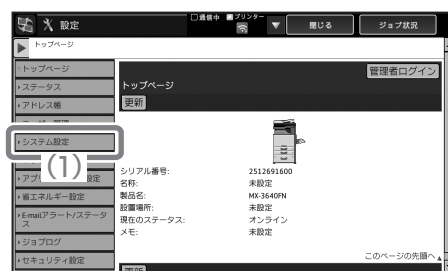 設定
通信中 プリンター
閉じる
ジョブ状況
トップページ
トップページ
ステータス
アドレス帳
システム設定
(1)
省エネルギー設定
E-mailアラート/ステータ
ス
ジョブログ
セキュリティ設定
管理者ログイン
トップページ
更新
シリアル番号: 2512691600
名称: 未設定
製品名: MX-3640FN
設置場所: 未設定
現在のステータス: オンライン
メモ: 未設定
このページの先頭へ
更新